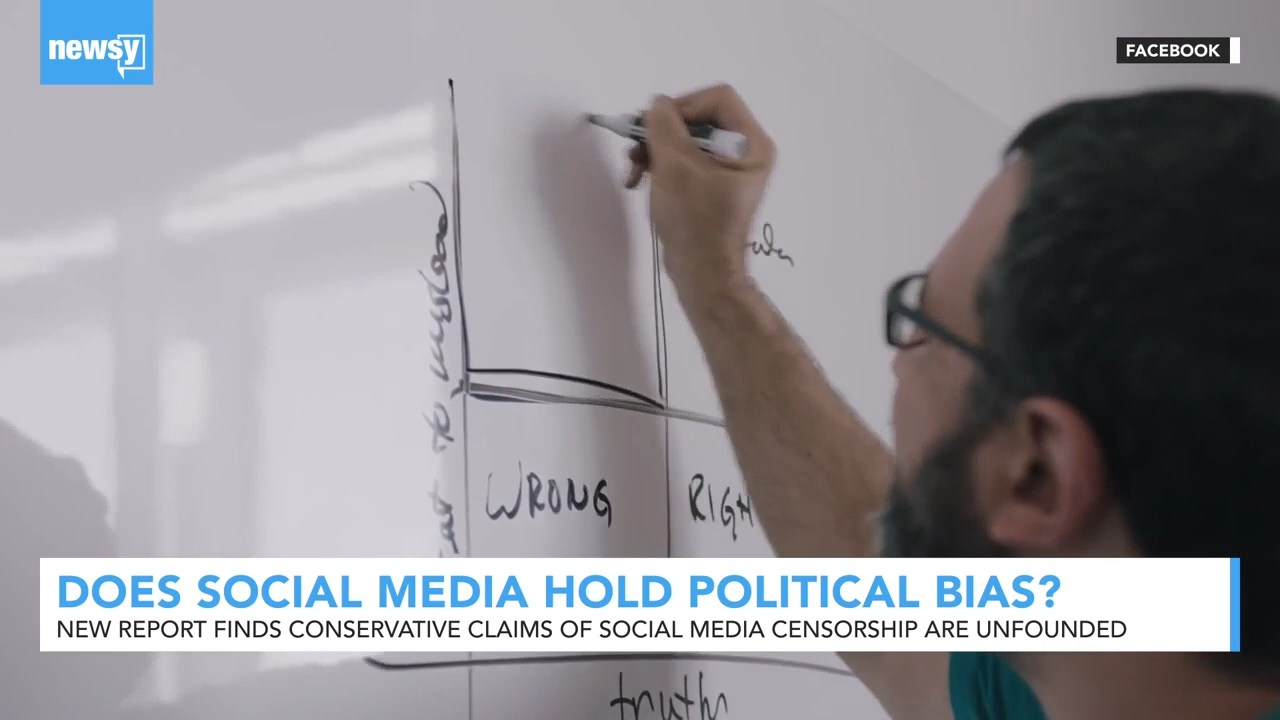 newsy
FACEBOOK
WRONG
RIGH
DOES SOCIAL MEDIA HOLD POLITICAL BIAS?
NEW REPORT FINDS CONSERVATIVE CLAIMS OF SOCIAL MEDIA CENSORSHIP ARE UNFOUNDED
truth